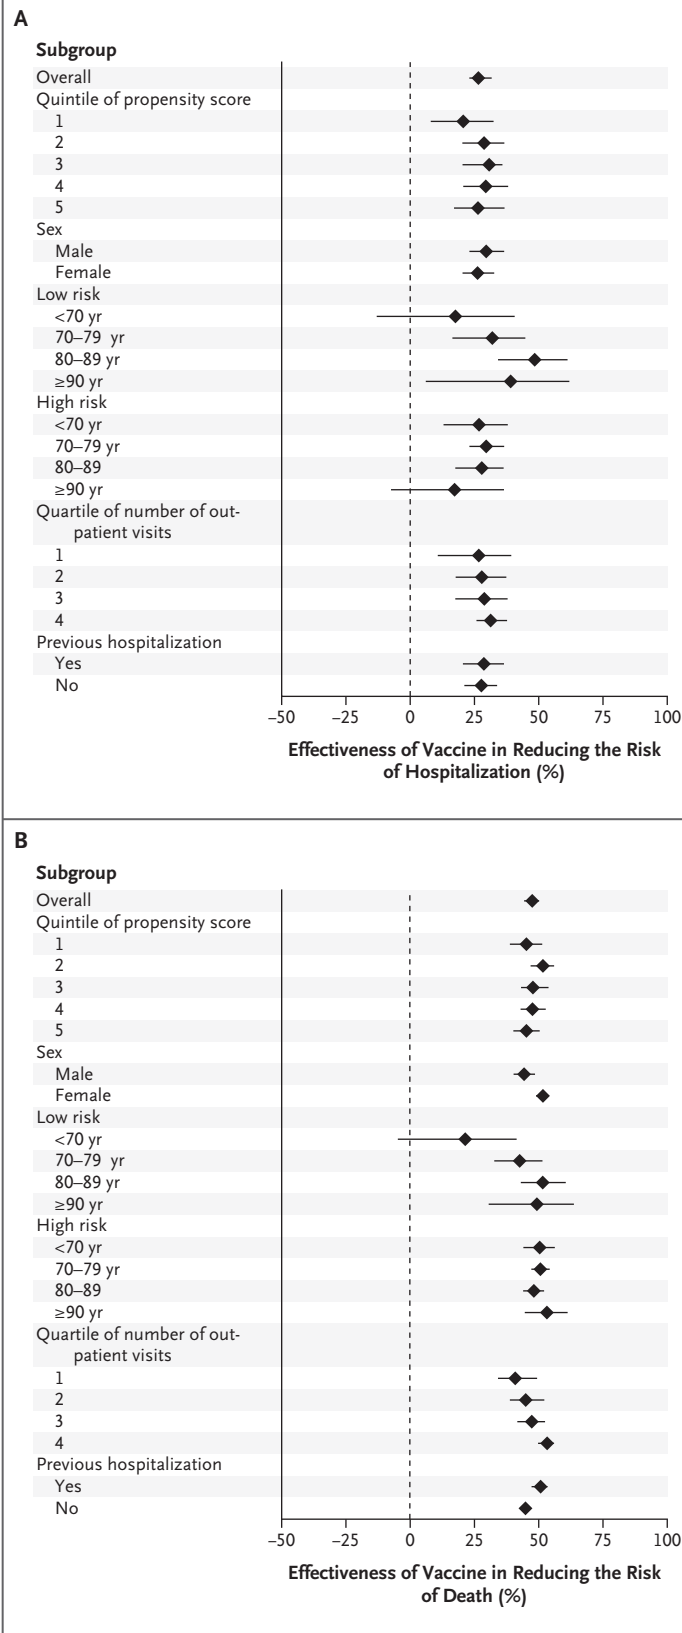 A
Subgroup
Overall
Quintile of propensity score
1
2
3
4
5
Sex
Male
Female
Low risk
<70 yr
70–79 yr
80–89 yr
≥90 yr
High risk
<70 yr
70–79 yr
80–89
≥90 yr
Quartile of number of out-
patient visits
1
2
3
4
Previous hospitalization
Yes
No
–50 –25 0 25 50 75 100
Effectiveness of Vaccine in Reducing the Risk
of Hospitalization (%)
B
Subgroup
Overall
Quintile of propensity score
1
2
3
4
5
Sex
Male
Female
Low risk
<70 yr
70–79 yr
80–89 yr
≥90 yr
High risk
<70 yr
70–79 yr
80–89
≥90 yr
Quartile of number of out-
patient visits
1
2
3
4
Previous hospitalization
Yes
No
–50 –25 0 25 50 75 100
Effectiveness of Vaccine in Reducing the Risk
of Death (%)